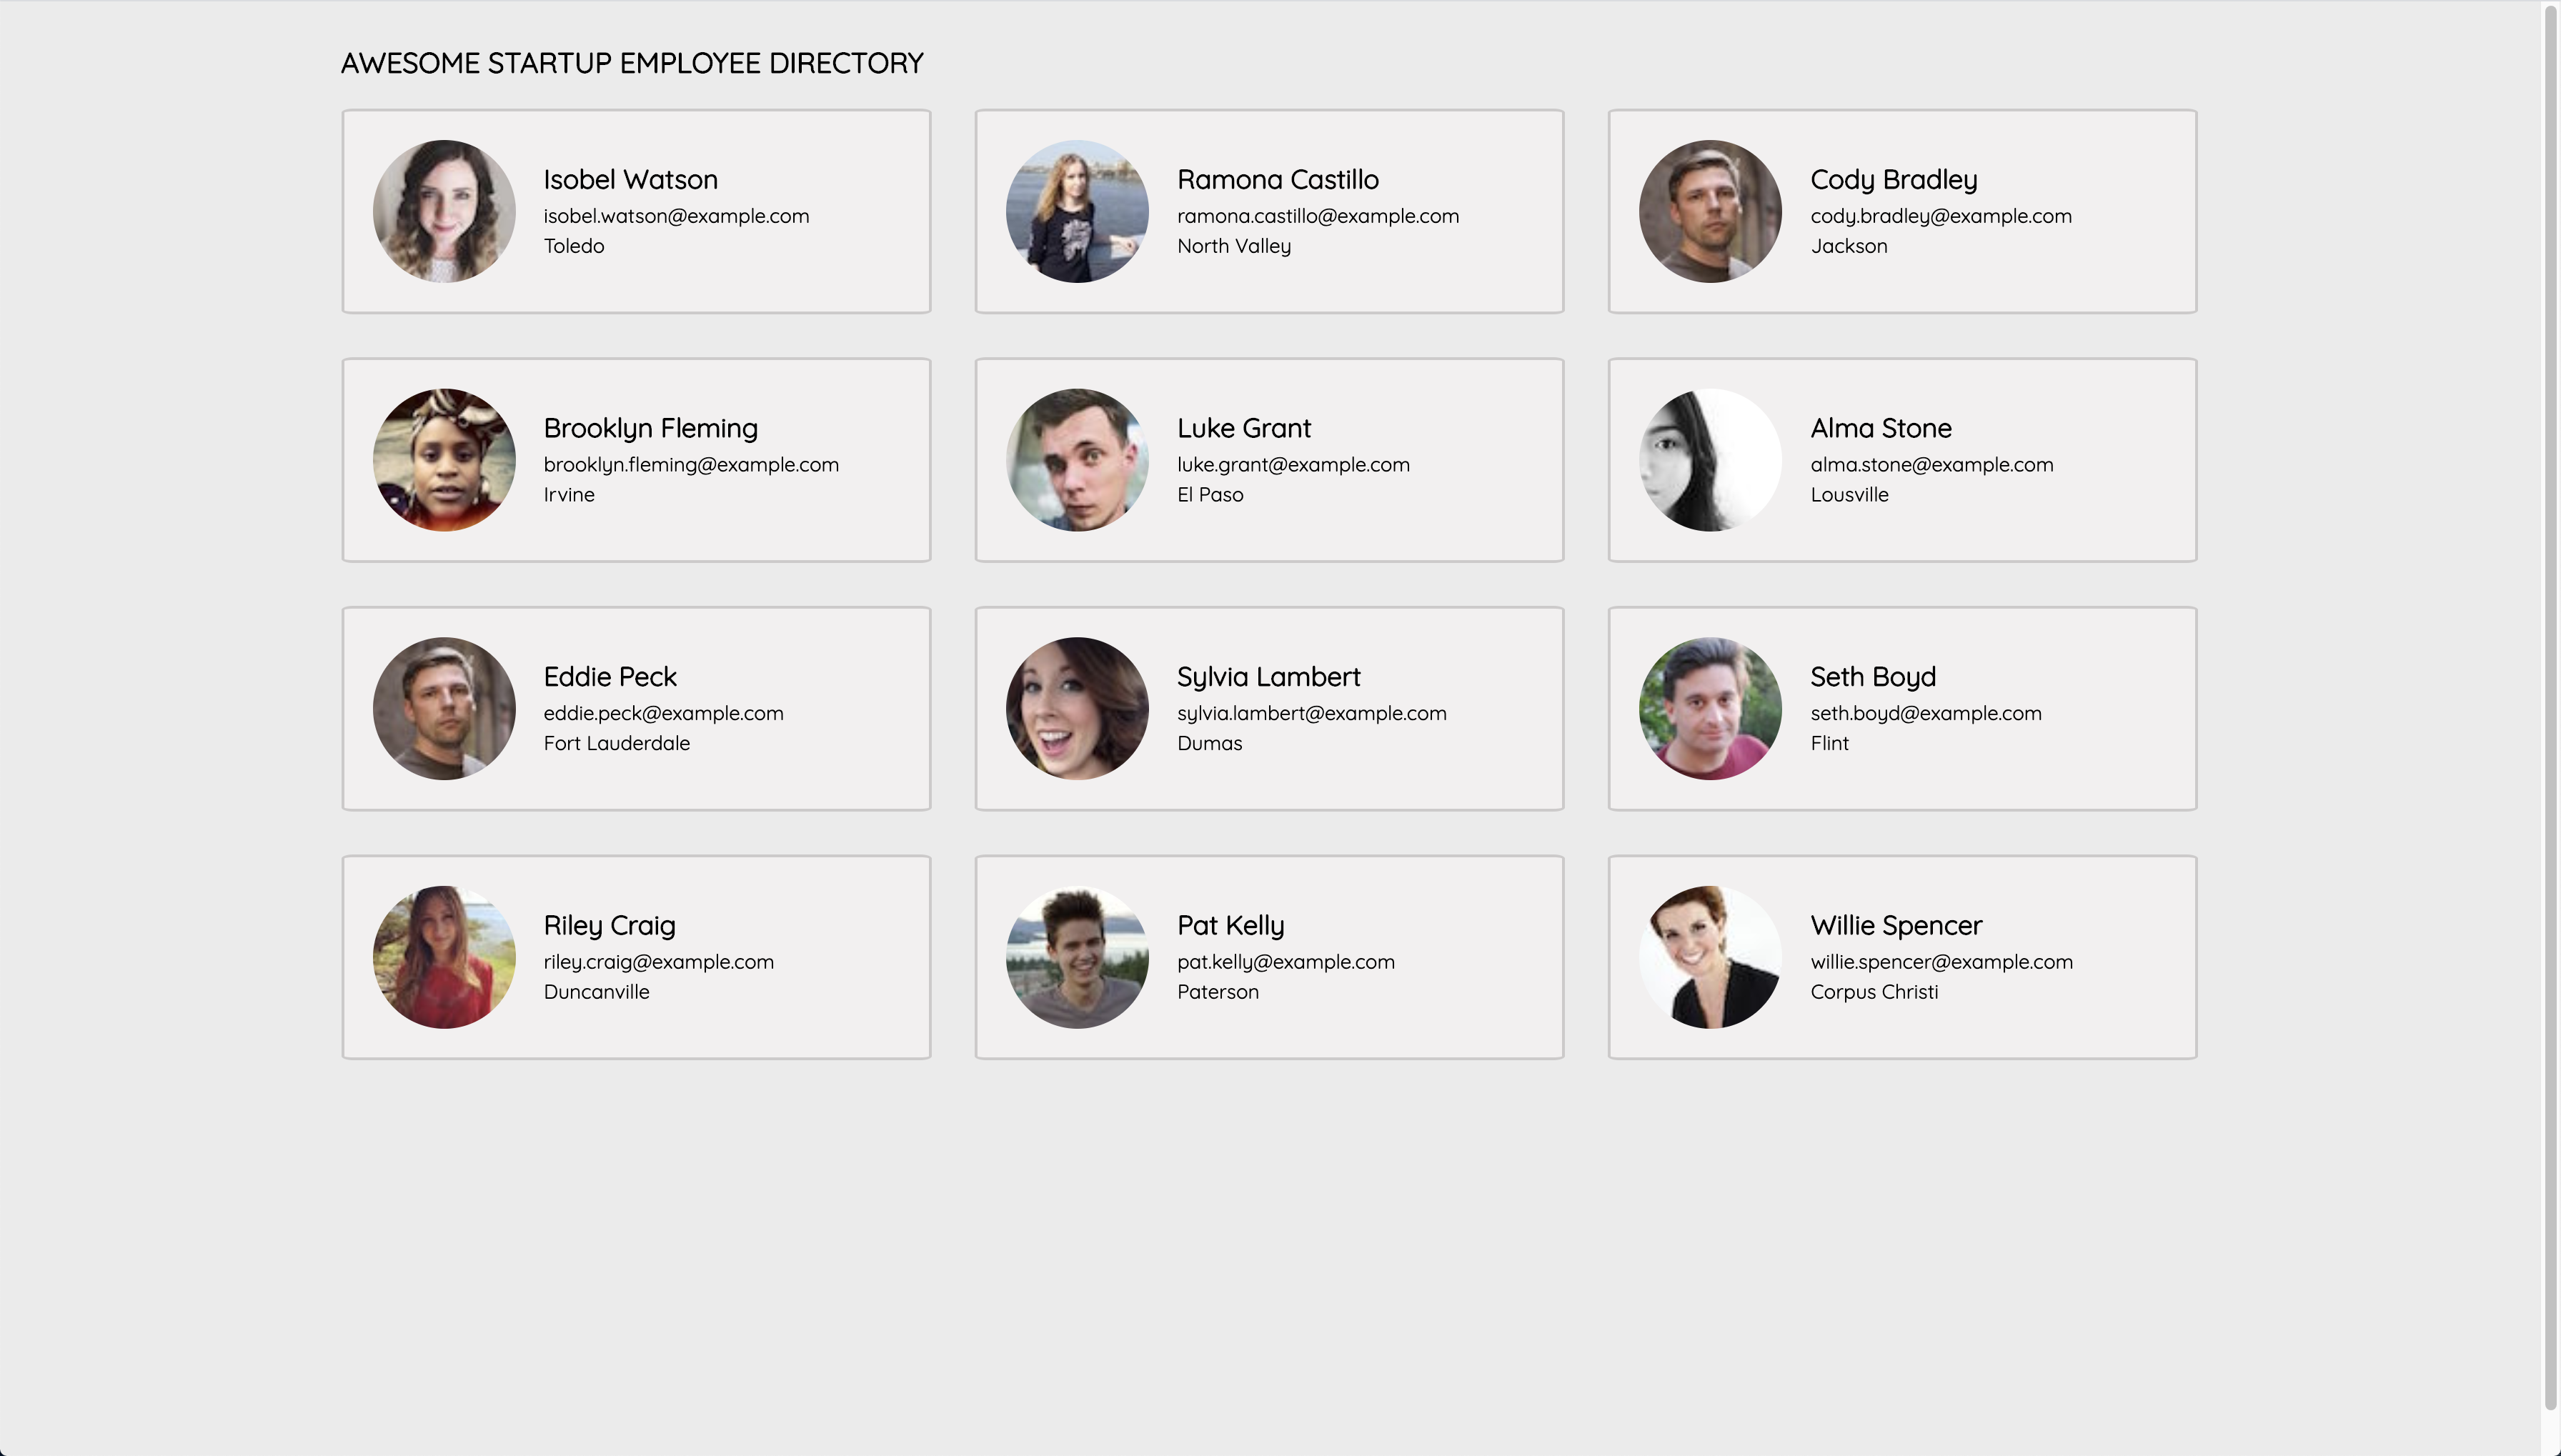 AWESOME STARTUP EMPLOYEE DIRECTORY
Isobel Watson
isobel.watson@example.com
Toledo
Ramona Castillo
ramona.castillo@example.com
North Valley
Cody Bradley
cody.bradley@example.com
Jackson
Brooklyn Fleming
brooklyn.fleming@example.com
Irvine
Luke Grant
luke.grant@example.com
El Paso
Alma Stone
alma.stone@example.com
Lousville
Eddie Peck
eddie.peck@example.com
Fort Lauderdale
Sylvia Lambert
sylvia.lambert@example.com
Dumas
Seth Boyd
seth.boyd@example.com
Flint
Riley Craig
riley.craig@example.com
Duncanville
Pat Kelly
pat.kelly@example.com
Paterson
Willie Spencer
willie.spencer@example.com
Corpus Christi